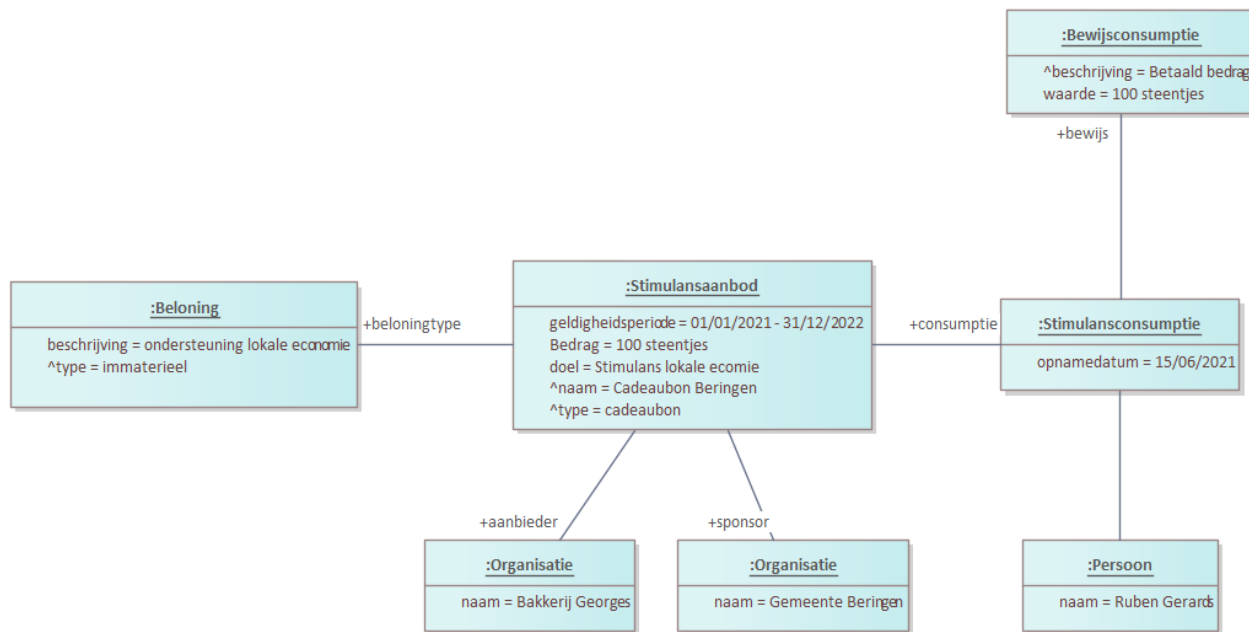 :Bewijsconsumptie
^beschrijving = Betaald bedrag
waarde = 100 steentjes
+bewijs
:Beloning
beschrijving = ondersteuning lokale economie
^type = immaterieel
+beloningtype
:Stimulansaanbod
geldigheidsperiode = 01/01/2021 - 31/12/2022
Bedrag = 100 steentjes
doel = Stimulans lokale ecomie
^naam = Cadeaubon Beringen
^type = cadeaubon
+consumptie
:Stimulansconsumptie
opnamedatum = 15/06/2021
+aanbieder
+sponsor
:Organisatie
naam = Bakkerij Georges
:Organisatie
naam = Gemeente Beringen
:Persoon
naam = Ruben Gerards